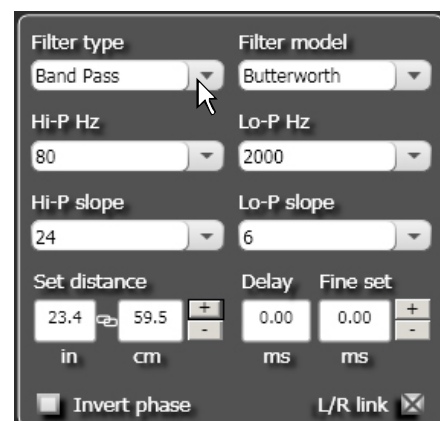 Filter type Filter model
Band Pass Butterworth
Hi-P Hz Lo-P Hz
80 2000
Hi-P slope Lo-P slope
24 6
Set distance Delay Fine set
23.4 59.5 + - 0.00 0.00 + -
in cm ms ms
Invert phase L/R link